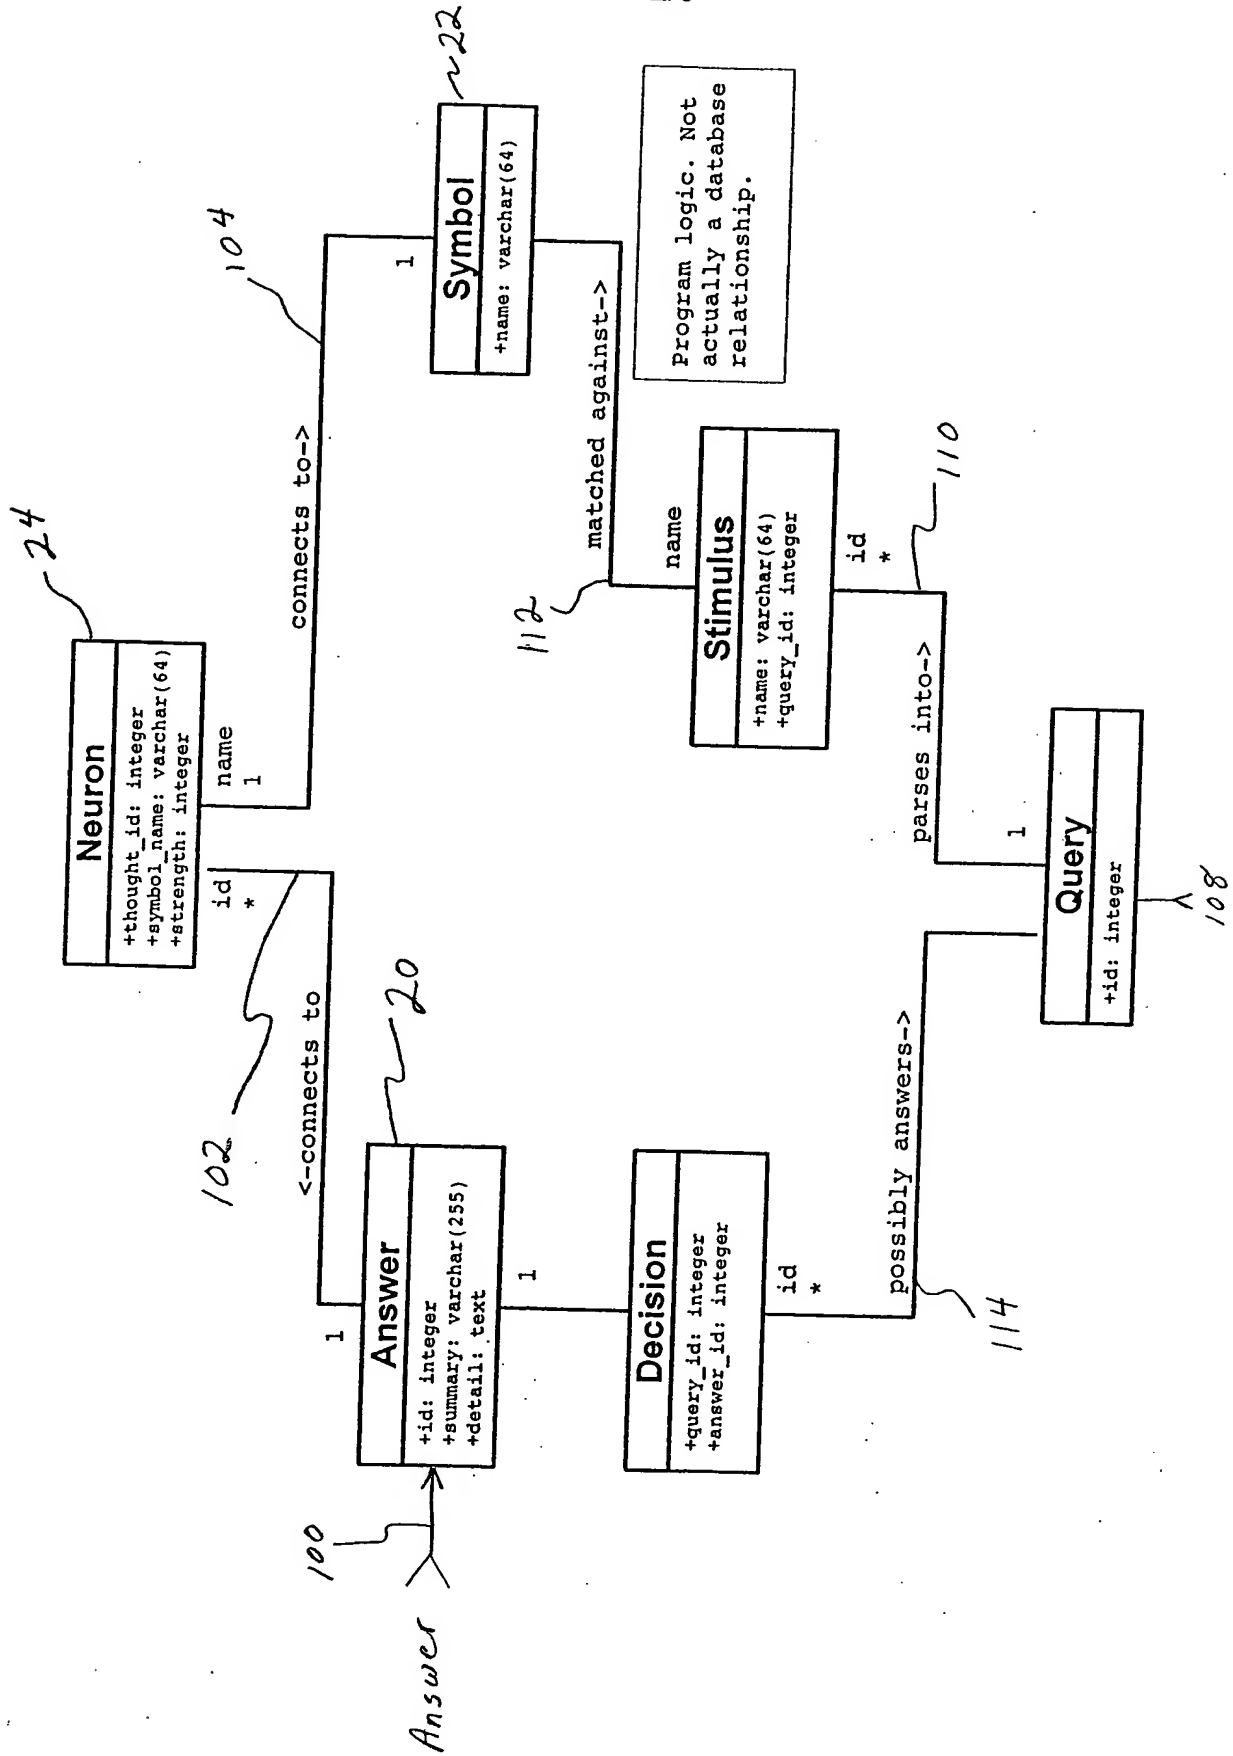 24
Neuron
+thought_id: integer
+symbol_name: varchar(64)
+strength: integer
id
*
name
1
102
<-connects to
connects to->
104
1
1
20
Answer
+id: integer
+summary: varchar(255)
+detail: text
Answer
100
1
~22
Symbol
+name: varchar(64)
matched against->
112
name
Program logic. Not
actually a database
relationship.
Decision
+query_id: integer
+answer_id: integer
id
*
Stimulus
+name: varchar(64)
+query_id: integer
id
*
110
possibly answers->
114
parses into->
1
Query
+id: integer
108